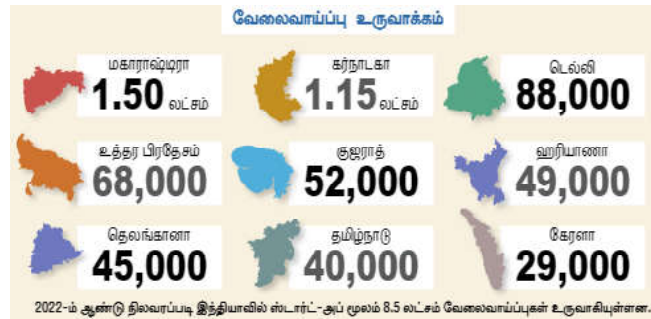 வேலைவாய்ப்பு உருவாக்கம்
மகாராஷ்டிரா
1.50 லட்சம்
கர்நாடகா
1.15 லட்சம்
டெல்லி
88,000
உத்தர பிரதேசம்
68,000
குஜராத்
52,000
ஹரியாணா
49,000
தெலங்கானா
45,000
தமிழ்நாடு
40,000
கேரளா
29,000
2022-ம் ஆண்டு நிலவரப்படி இந்தியாவில் ஸ்டார்ட்-அப் மூலம் 8.5 லட்சம் வேலைவாய்ப்புகள் உருவாகியுள்ளன.